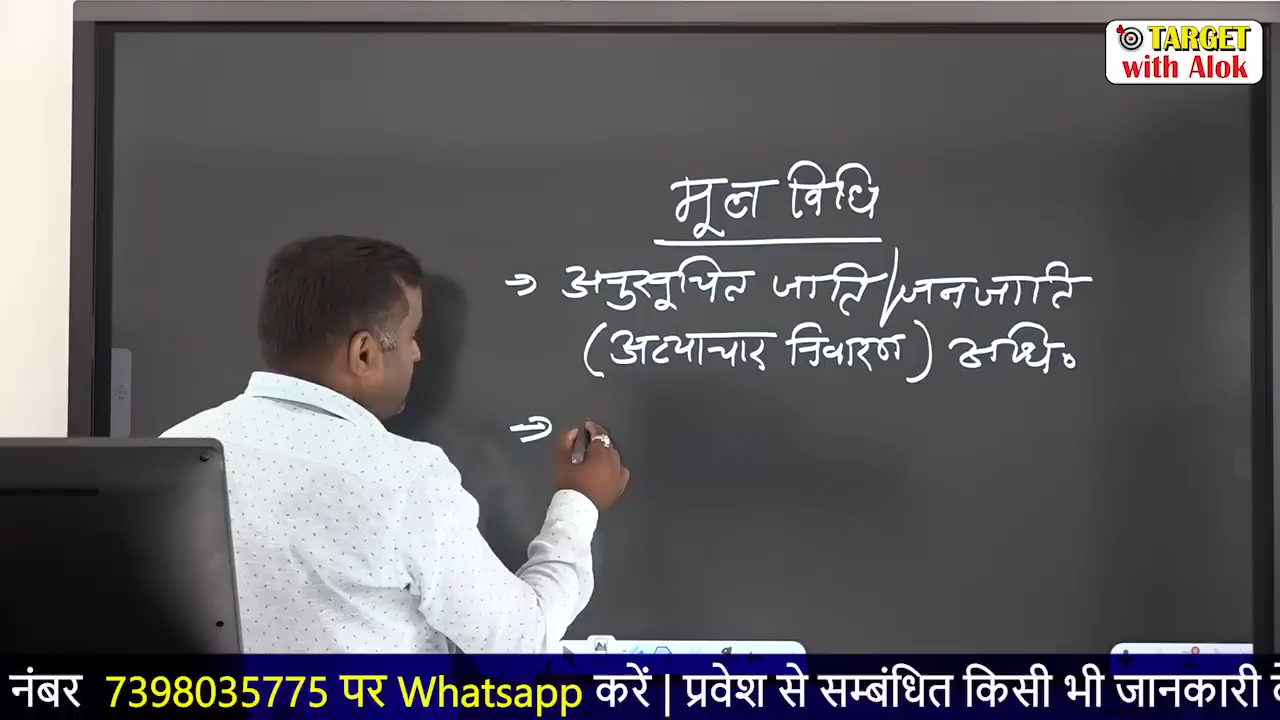 TARGET
with Alok
मूल विधि
→ अनुसूचित जाति/जनजाति
(अत्याचार निवारण) अधि०
→
नंबर 7398035775 पर Whatsapp करें | प्रवेश से सम्बंधित किसी भी जानकारी